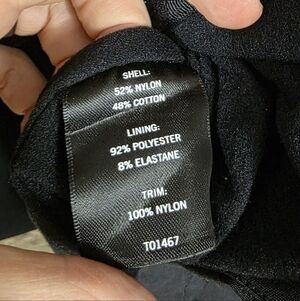 SHELL:
52% NYLON
48% COTTON
LINING:
92% POLYESTER
8% ELASTANE
TRIM:
100% NYLON
T01467